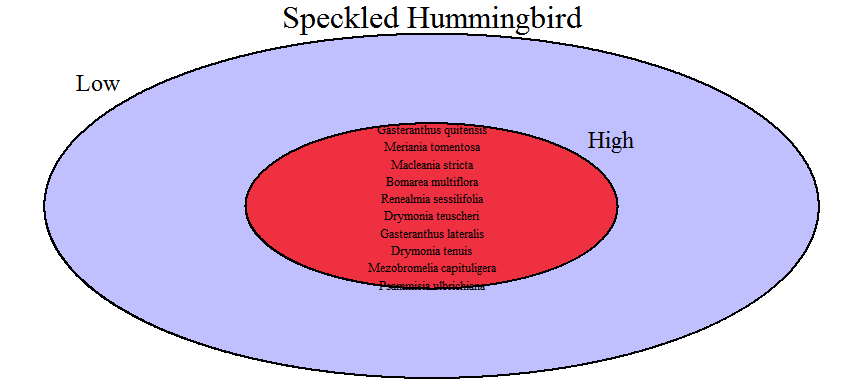 Speckled Hummingbird
Low
High
Gasteranthus quitensis
Meriania tomentosa
Macleania stricta
Bomarea multiflora
Renealmia sessilifolia
Drymonia teuscheri
Gasteranthus lateralis
Drymonia tenuis
Mezobromelia capituligera
Psammisia ulbrichiana